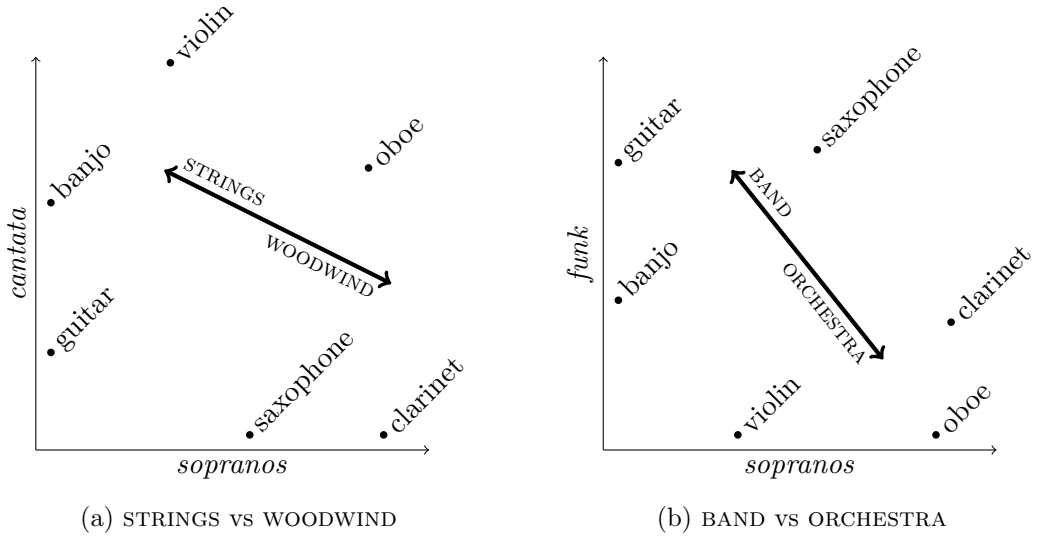 violin
oboe
banjo
STRINGS
WOODWIND
cantata
guitar
saxophone
clarinet
sopranos
(a) STRINGS vs WOODWIND
saxophone
guitar
BAND
funk
banjo
ORCHESTRA
clarinet
violin
oboe
sopranos
(b) BAND vs ORCHESTRA